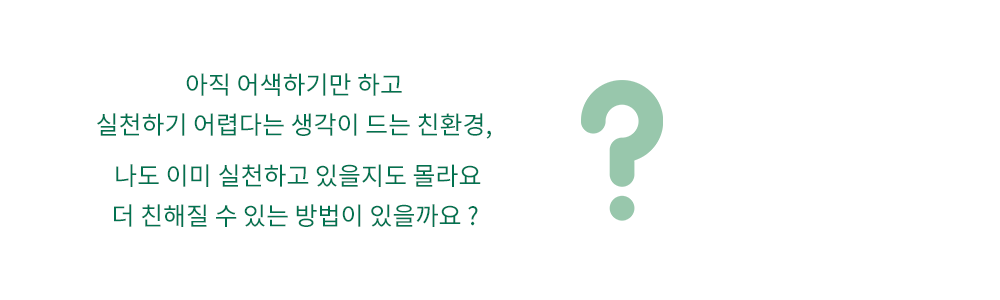 아직 어색하기만 하고
실천하기 어렵다는 생각이 드는 친환경,
나도 이미 실천하고 있을지도 몰라요
더 친해질 수 있는 방법이 있을까요 ?
?